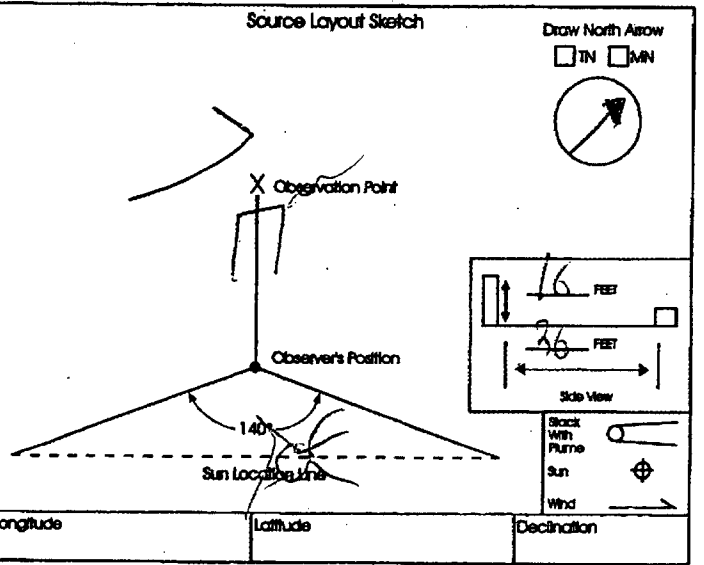 Source Layout Sketch
Draw North Arrow
TN MN
X Observation Point
16 FEET
36 FEET
Side View
Observer's Position
140°
Sun Location Line
Stack
With
Plume
Sun
Wind
ongitude
Latitude
Declination